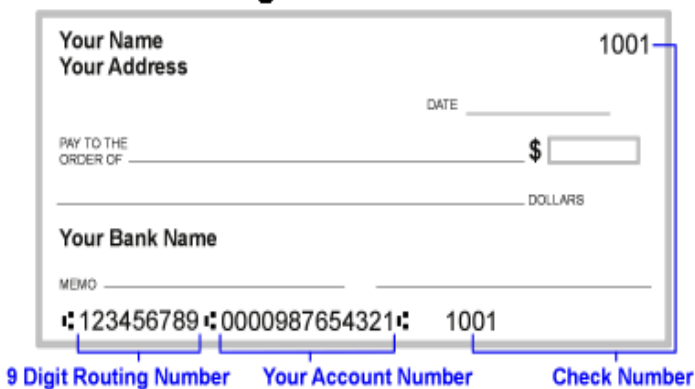 Your Name 1001
Your Address
DATE
PAY TO THE
ORDER OF $
DOLLARS
Your Bank Name
MEMO
⑆123456789⑆0000987654321⑆ 1001
9 Digit Routing Number Your Account Number Check Number